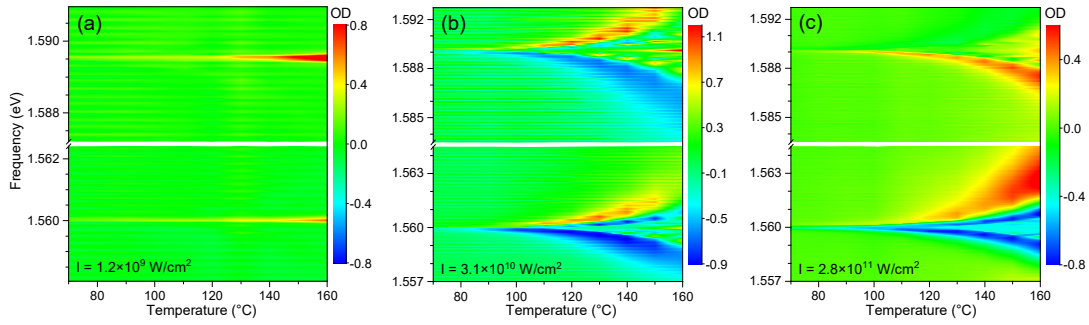 (a)
OD
0.8
0.4
0.0
-0.4
-0.8
1.590
1.588
1.562
1.560
Frequency (eV)
I = 1.2×10⁹ W/cm²
80 100 120 140 160
Temperature (°C)
(b)
OD
1.1
0.7
0.3
-0.1
-0.5
-0.9
1.592
1.588
1.585
1.563
1.560
1.557
I = 3.1×10¹⁰ W/cm²
80 100 120 140 160
Temperature (°C)
(c)
OD
0.4
0.0
-0.4
-0.8
1.592
1.588
1.585
1.563
1.560
1.557
I = 2.8×10¹¹ W/cm²
80 100 120 140 160
Temperature (°C)